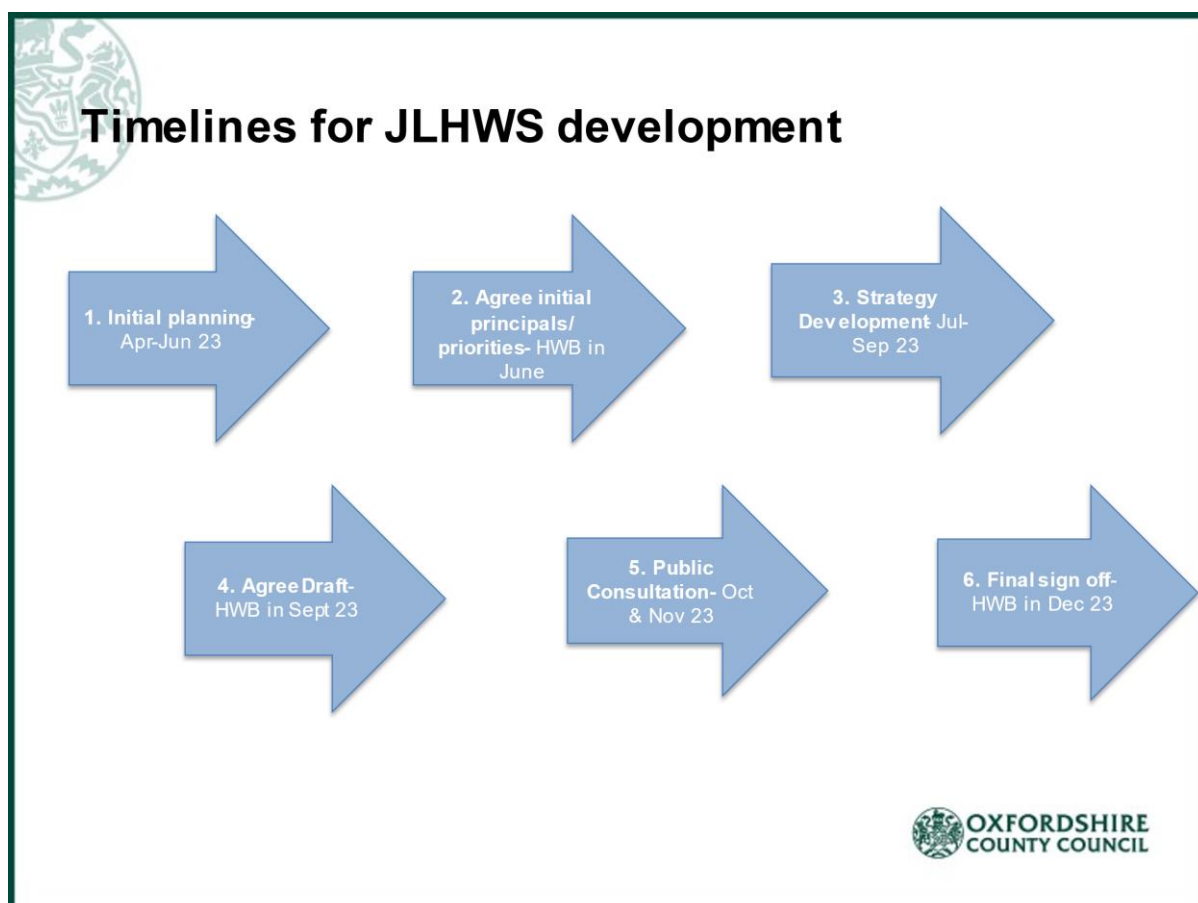 Timelines for JLHWS development
1. Initial planning-
Apr-Jun 23
2. Agree initial
principals/
priorities- HWB in
June
3. Strategy
Development- Jul-
Sep 23
4. Agree Draft-
HWB in Sept 23
5. Public
Consultation- Oct
& Nov 23
6. Final sign off-
HWB in Dec 23
OXFORDSHIRE
COUNTY COUNCIL